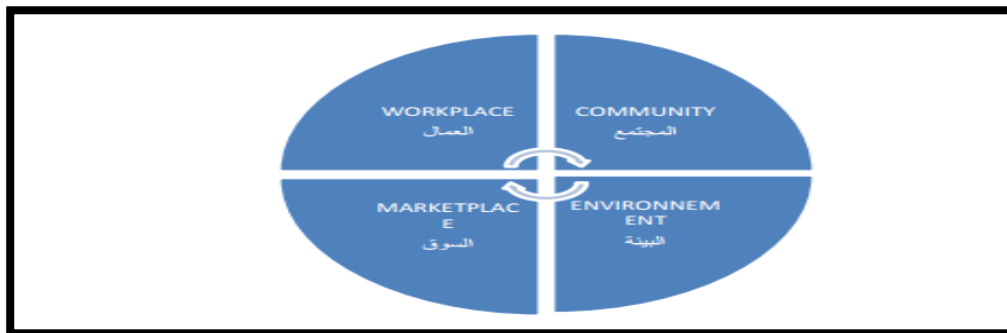 WORKPLACE
العمال
COMMUNITY
المجتمع
MARKETPLAC
E
السوق
ENVIRONNEM
ENT
البيئة